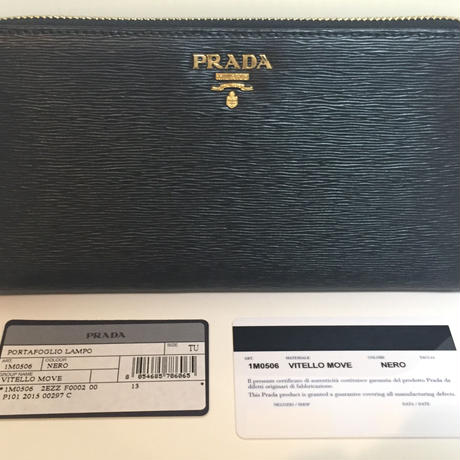 PRADA
MILANO
PRADA
PORTAFOGLIO LAMPO
SIZE
TU
ART.
COLOUR
1M0506
NERO
GROUP NAME
VITELLO MOVE
8 054685 786865
1M0506 2EZZ F0002 00
13
P101 2015 00297 C
ART.
MATERIALE
COLORE
TAGLIA
1M0506
VITELLO MOVE
NERO
Il presente certificato di autenticità costituisce garanzia del prodotto Prada da
difetti originari di fabbricazione.
This Prada product is granted a guarantee covering all manufacturing defects.
NEGOZIO / SHOP
DATA / DATE